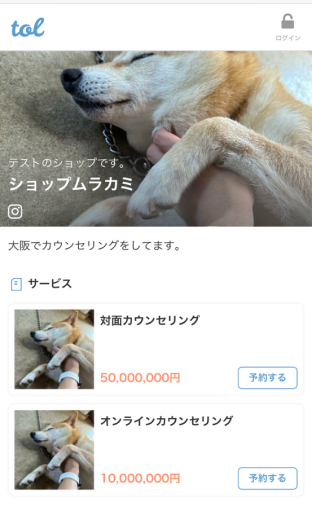 tol
ログイン
テストのショップです。
ショップムラカミ
大阪でカウンセリングをしてます。
サービス
対面カウンセリング
50,000,000円
予約する
オンラインカウンセリング
10,000,000円
予約する